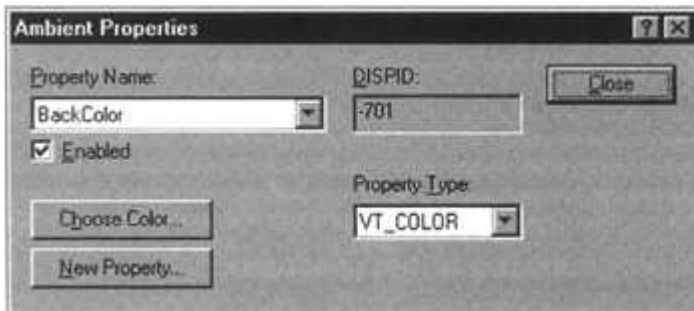 Ambient Properties
Property Name:
BackColor
Enabled
Choose Color...
New Property...
DISPID:
-701
Property Type:
VT_COLOR
Close